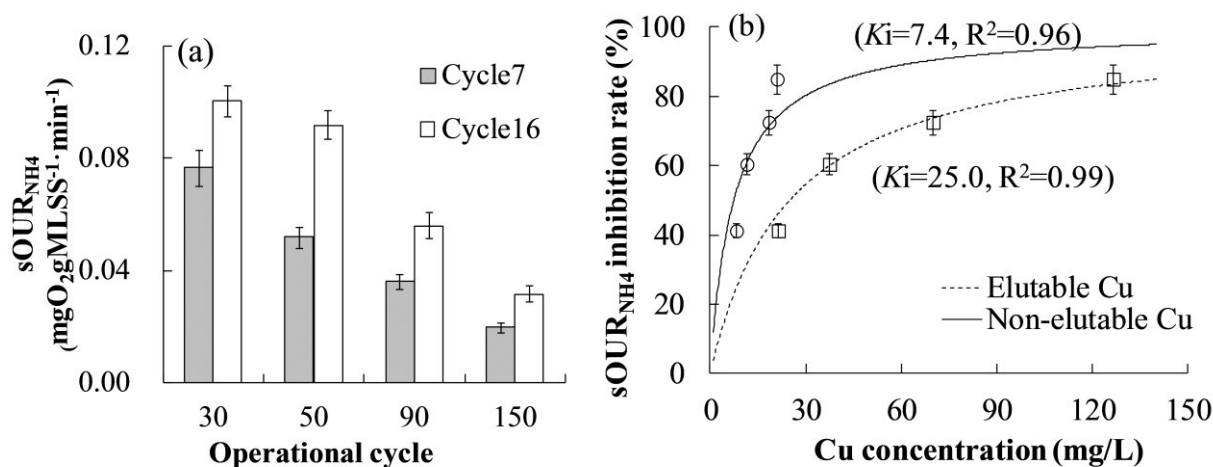 (a)
0.12
0.08
0.04
0.00
sOUR_NH4
(mgO₂gMLSS⁻¹·min⁻¹)
Cycle7
Cycle16
30 50 90 150
Operational cycle
(b)
100
80
60
40
20
0
sOUR_NH4 inhibition rate (%)
(Ki=7.4, R²=0.96)
(Ki=25.0, R²=0.99)
Elutable Cu
Non-elutable Cu
0 30 60 90 120 150
Cu concentration (mg/L)